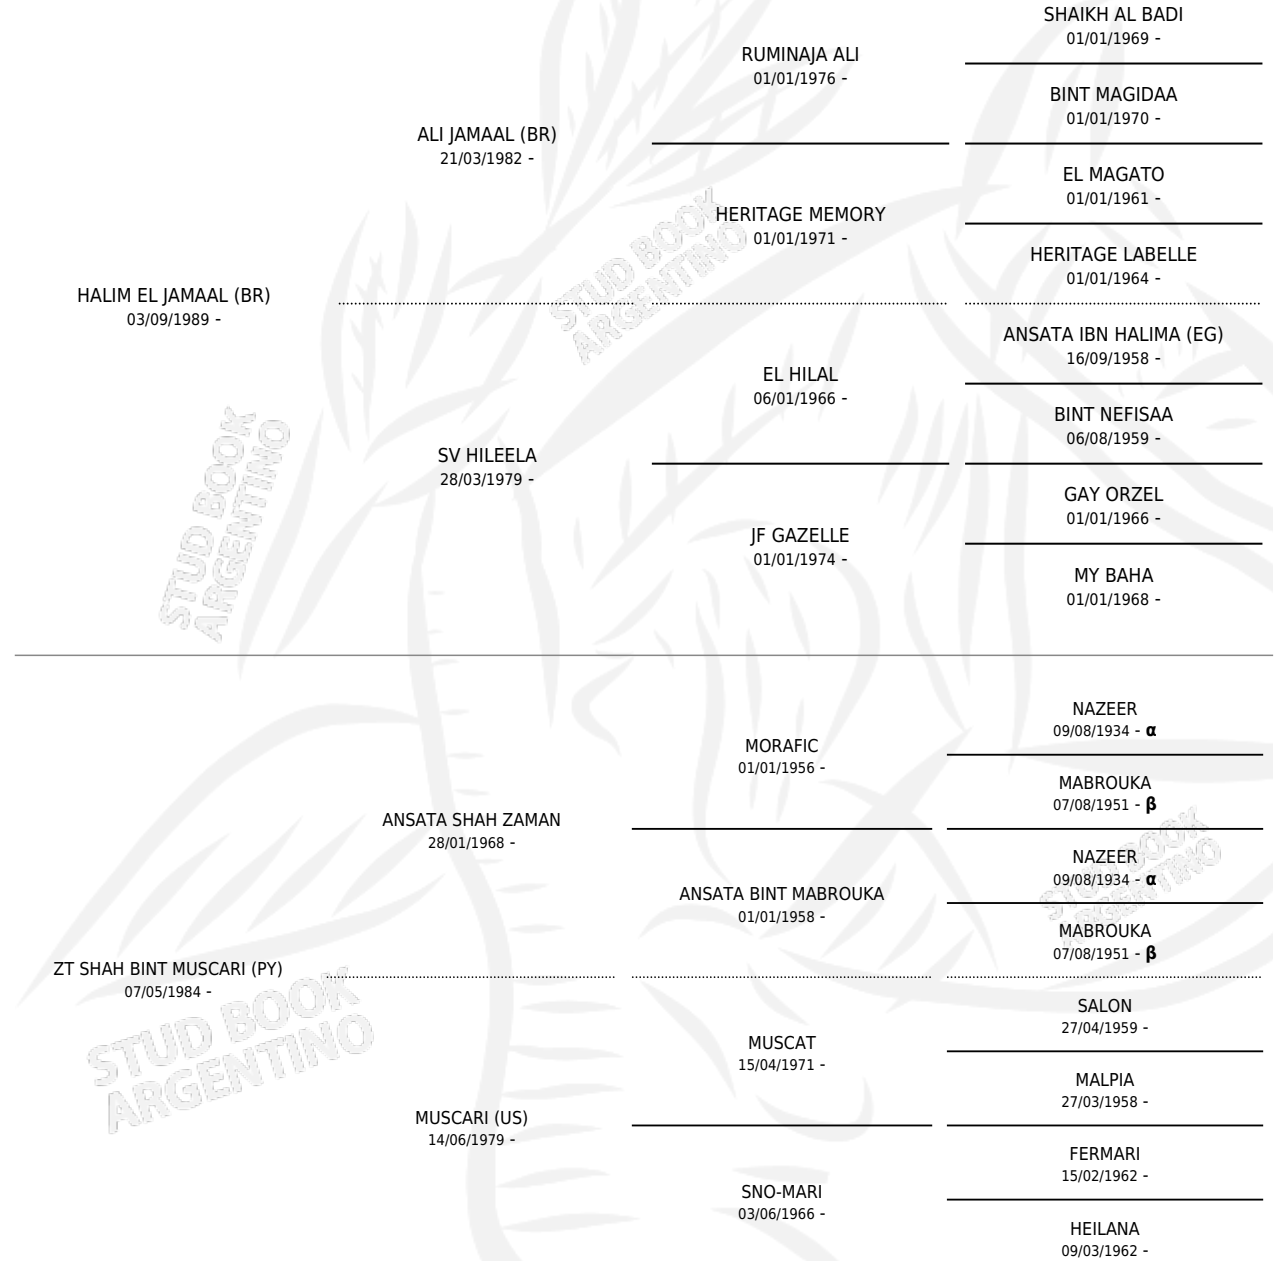 SHAIKH AL BADI
01/01/1969 -
RUMINAJA ALI
01/01/1976 -
BINT MAGIDAA
01/01/1970 -
ALI JAMAAL (BR)
21/03/1982 -
EL MAGATO
01/01/1961 -
HERITAGE MEMORY
01/01/1971 -
HERITAGE LABELLE
01/01/1964 -
HALIM EL JAMAAL (BR)
03/09/1989 -
ANSATA IBN HALIMA (EG)
16/09/1958 -
EL HILAL
06/01/1966 -
BINT NEFISAA
06/08/1959 -
SV HILEELA
28/03/1979 -
GAY ORZEL
01/01/1966 -
JF GAZELLE
01/01/1974 -
MY BAHA
01/01/1968 -
NAZEER
09/08/1934 - α
MORAFIC
01/01/1956 -
MABROUKA
07/08/1951 - β
ANSATA SHAH ZAMAN
28/01/1968 -
NAZEER
09/08/1934 - α
ANSATA BINT MABROUKA
01/01/1958 -
MABROUKA
07/08/1951 - β
ZT SHAH BINT MUSCARI (PY)
07/05/1984 -
SALON
27/04/1959 -
MUSCAT
15/04/1971 -
MALPIA
27/03/1958 -
MUSCARI (US)
14/06/1979 -
FERMARI
15/02/1962 -
SNO-MARI
03/06/1966 -
HEILANA
09/03/1962 -
STUD BOOK
ARGENTINO
STUD BOOK
ARGENTINO
STUD BOOK
ARGENTINO
STUD BOOK
ARGENTINO